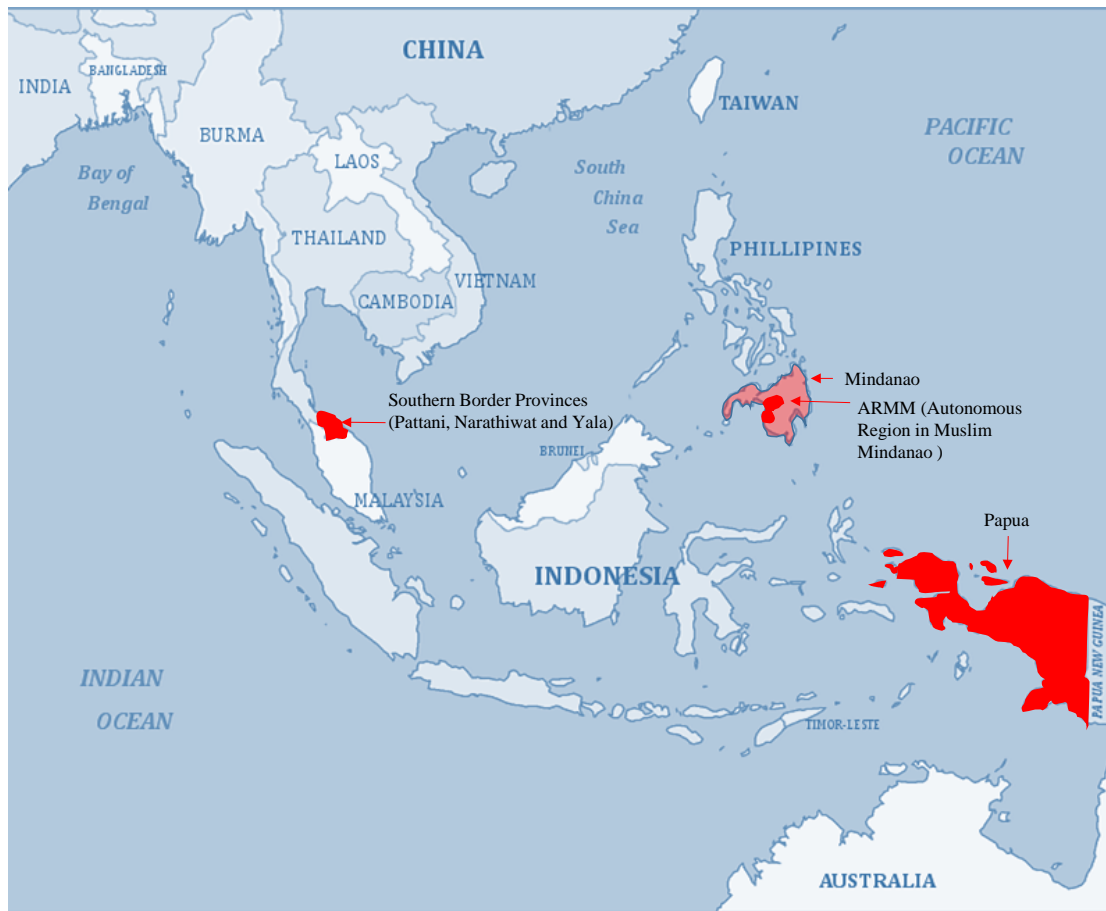 CHINA
BANGLADESH
INDIA
TAIWAN
BURMA
PACIFIC
OCEAN
LAOS
Bay of
Bengal
South
China
Sea
THAILAND
PHILLIPINES
VIETNAM
CAMBODIA
Mindanao
Southern Border Provinces
(Pattani, Narathiwat and Yala)
ARMM (Autonomous
Region in Muslim
Mindanao )
BRUNEI
MALAYSIA
Papua
INDONESIA
PAPUA NEW GUINEA
INDIAN
OCEAN
TIMOR-LESTE
AUSTRALIA